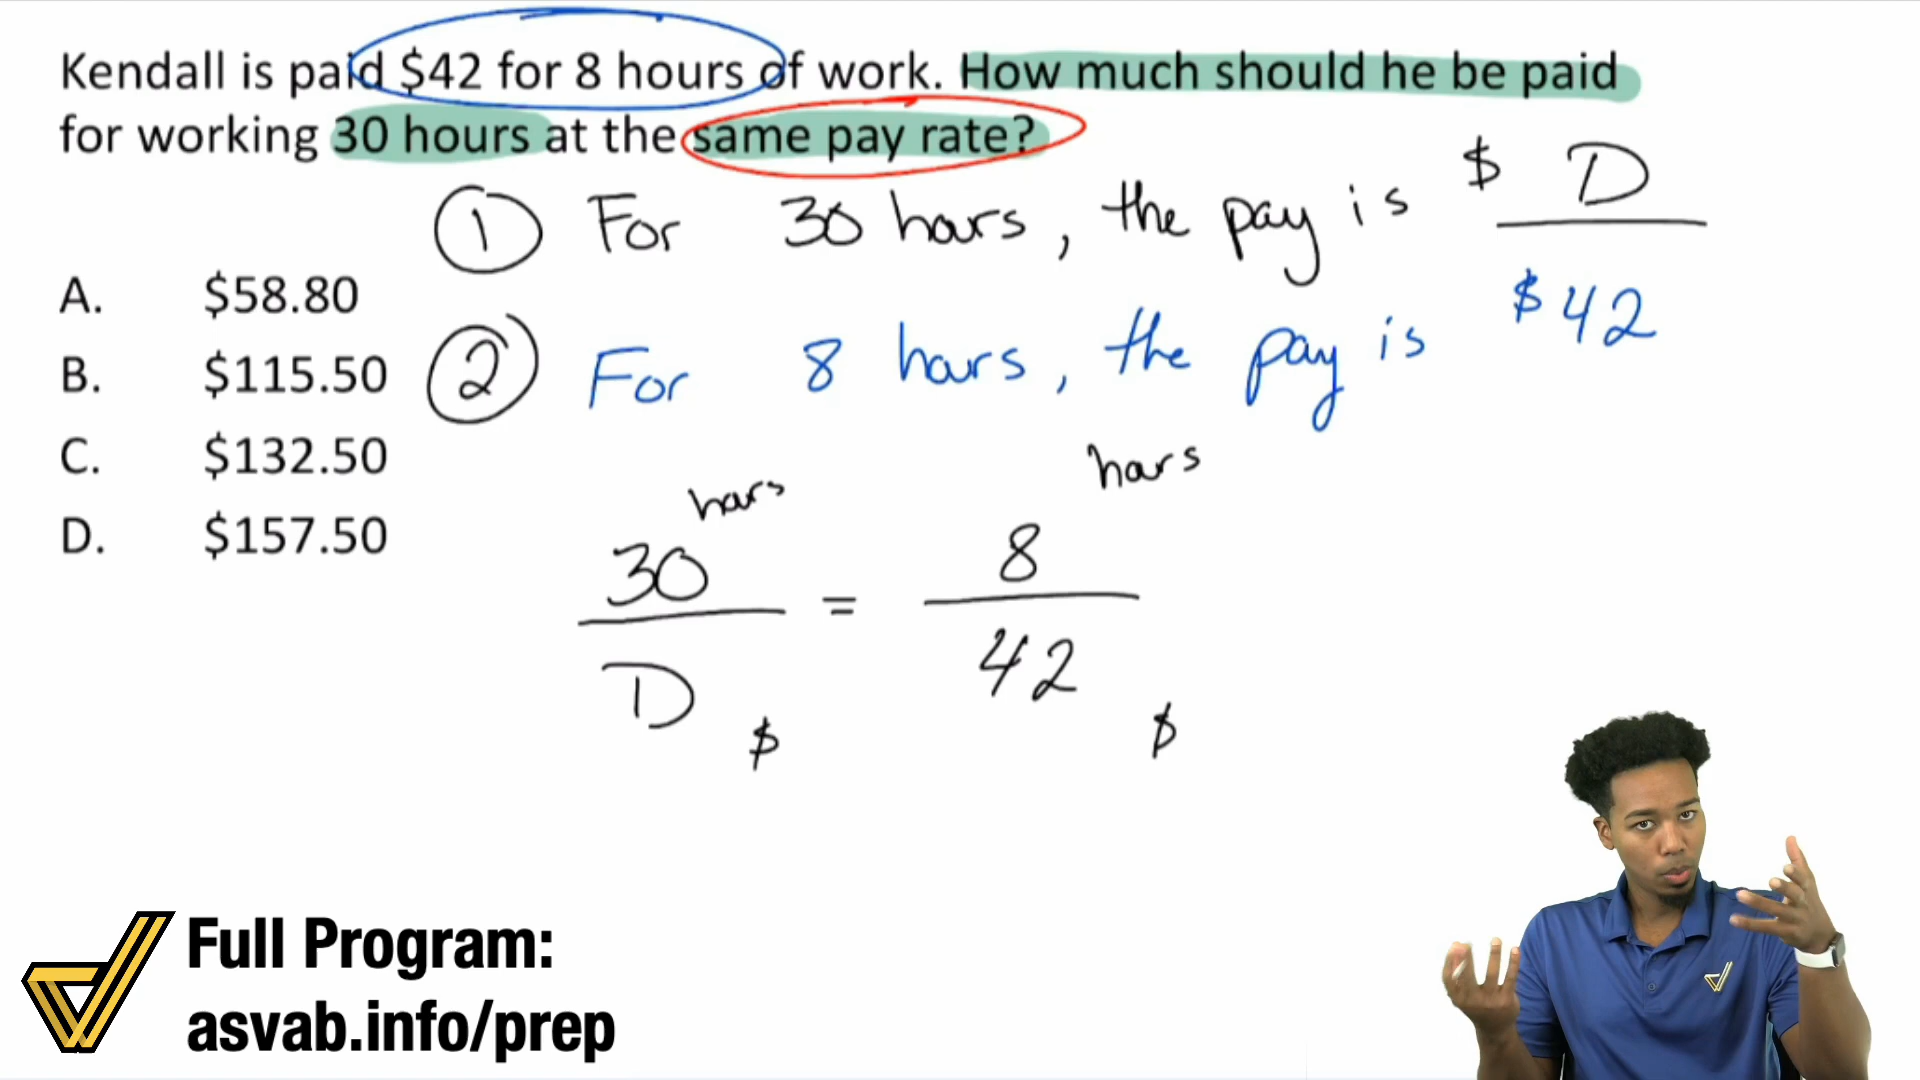 Kendall is paid $42 for 8 hours of work. How much should he be paid
for working 30 hours at the same pay rate?
① For 30 hours, the pay is $ D
A. $58.80
② For 8 hours, the pay is $42
B. $115.50
C. $132.50
D. $157.50
hours hours
30 = 8
D $ 42 $
Full Program:
asvab.info/prep